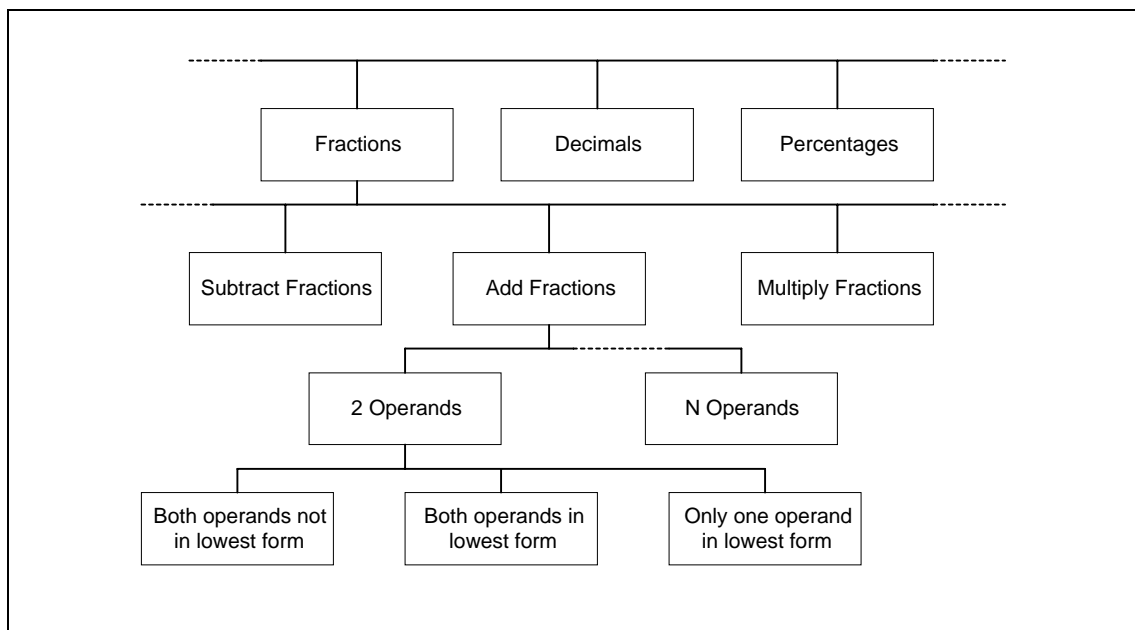 Fractions
Decimals
Percentages
Subtract Fractions
Add Fractions
Multiply Fractions
2 Operands
N Operands
Both operands not
in lowest form
Both operands in
lowest form
Only one operand
in lowest form